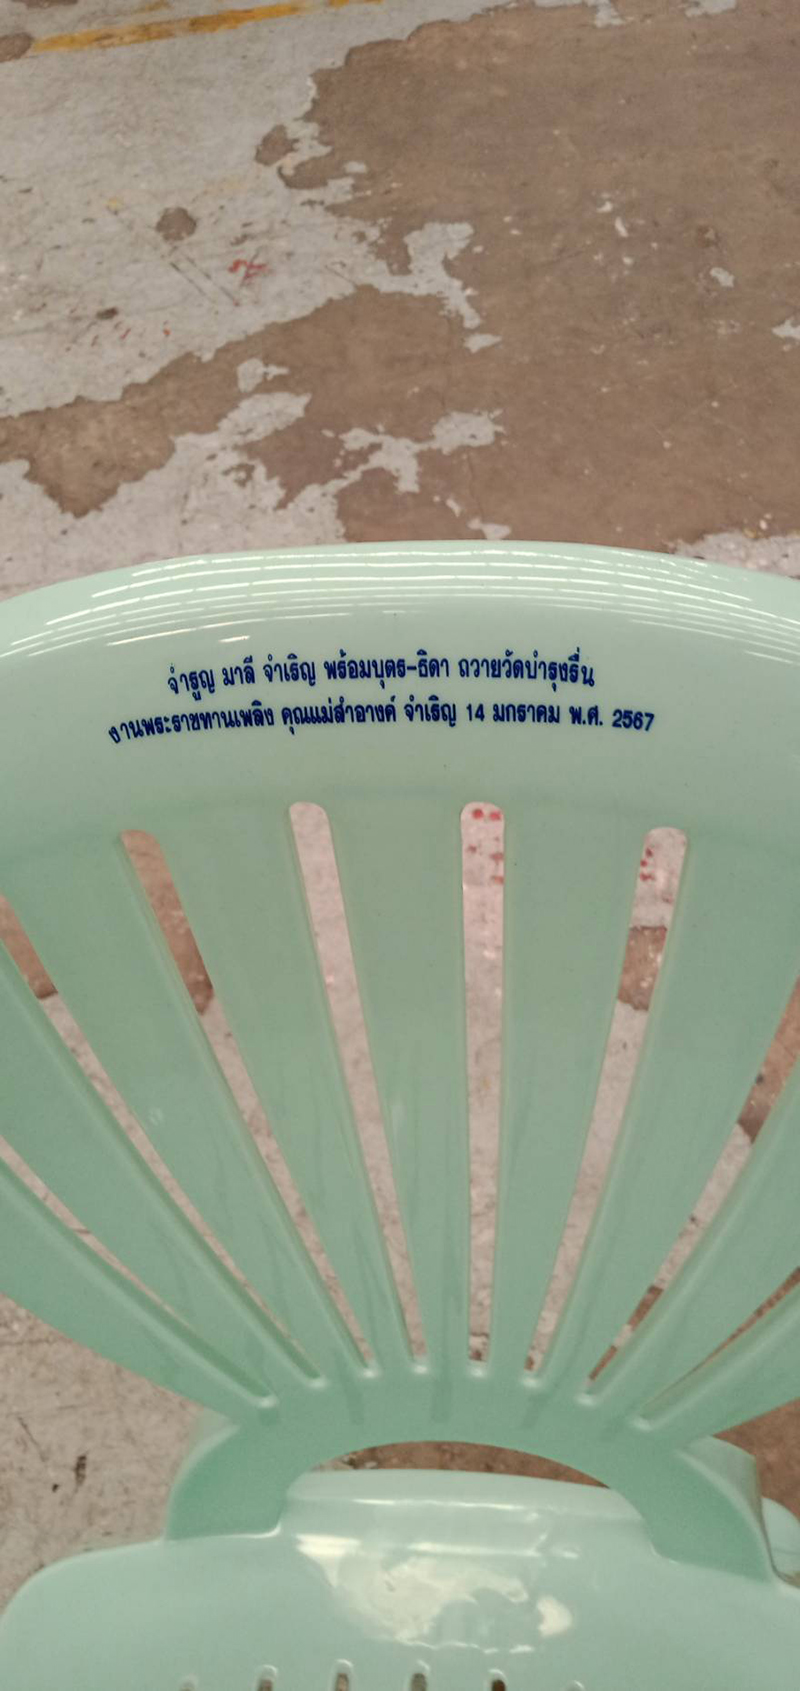 จำรูญ มาลี จำเริญ พร้อมบุตร-ธิดา ถวายวัดบำรุงรื่น
งานพระราชทานเพลิง คุณแม่สำอางค์ จำเริญ 14 มกราคม พ.ศ. 2567